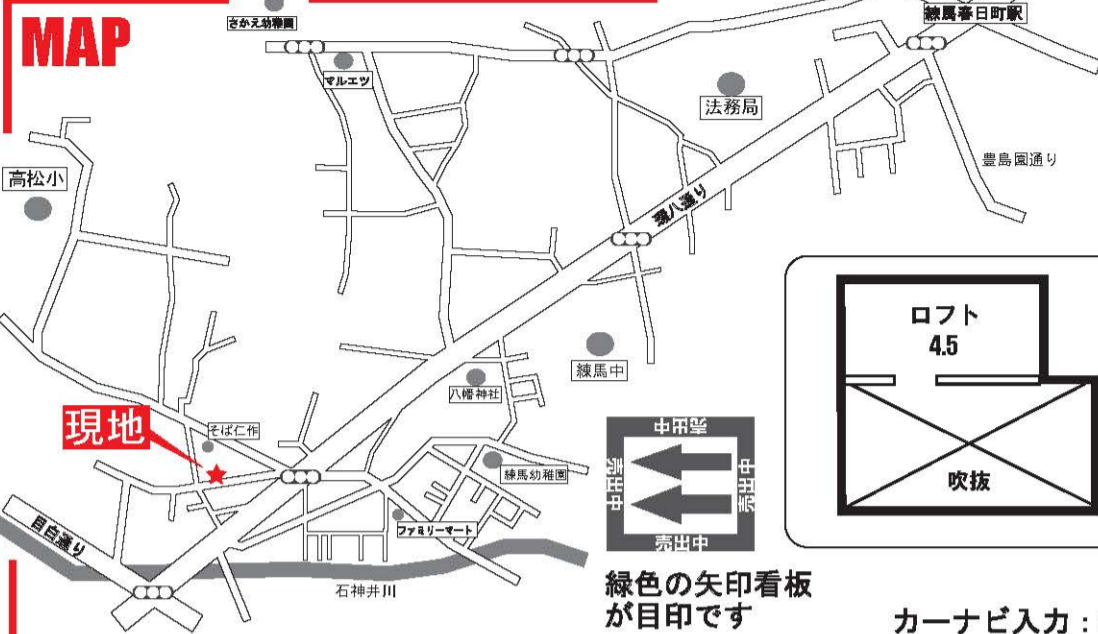 MAP
さかえ幼稚園
マルエツ
練馬春日町駅
法務局
豊島園通り
高松小
環八通り
ロフト
4.5
吹抜
練馬中
八幡神社
現地
そば仁作
練馬幼稚園
ファミリーマート
目白通り
石神井川
売出中
売出中
売出中
売出中
緑色の矢印看板
が目印です
カーナビ入力: